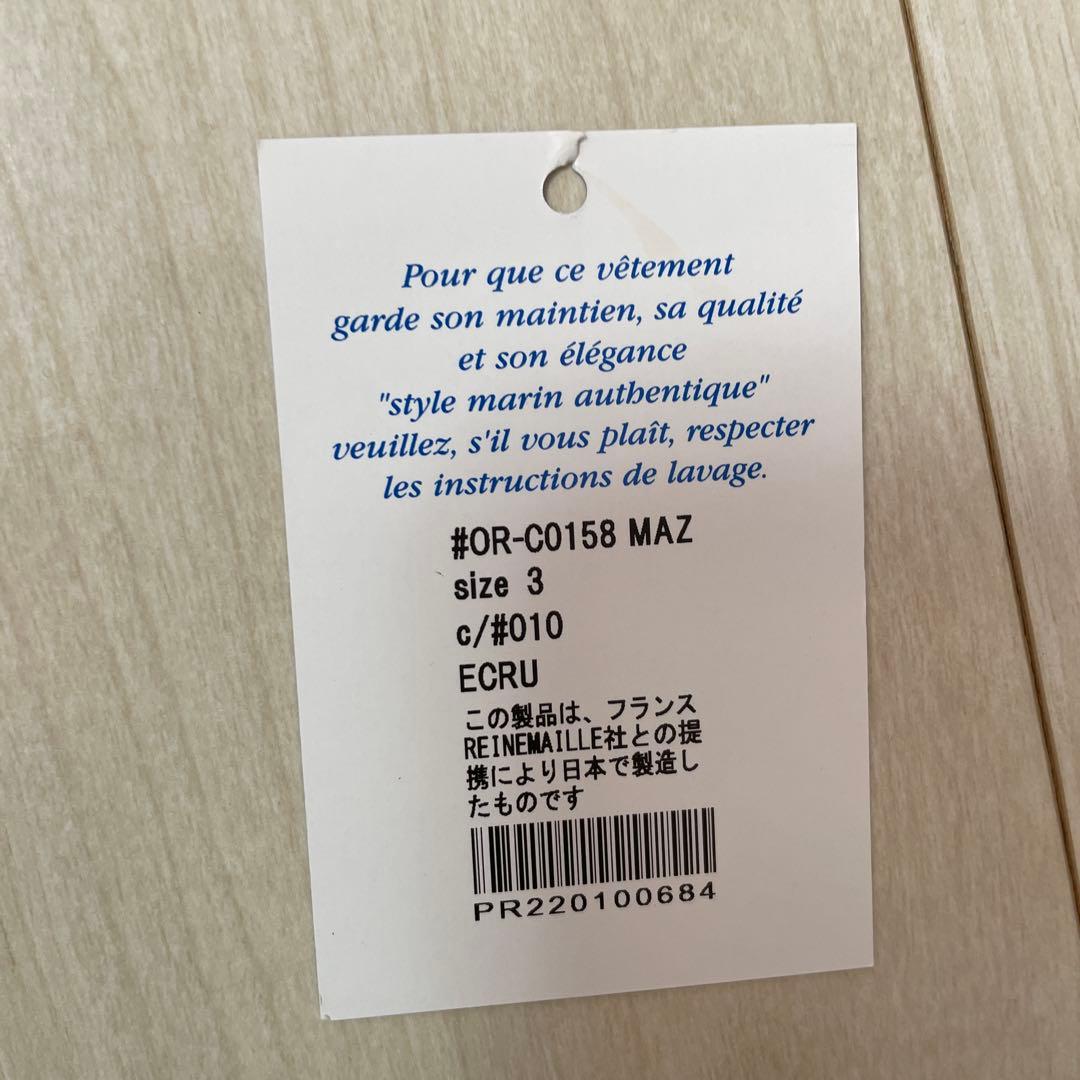 Pour que ce vêtement
garde son maintien, sa qualité
et son élégance
"style marin authentique"
veuillez, s'il vous plaît, respecter
les instructions de lavage.
#OR-C0158 MAZ
size 3
c/#010
ECRU
この製品は、フランス
REINEMAILLE社との提
携により日本で製造し
たものです
PR220100684